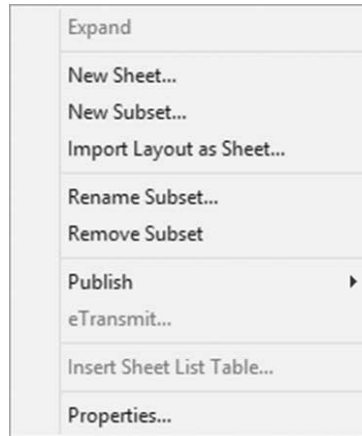 Expand
New Sheet...
New Subset...
Import Layout as Sheet...
Rename Subset...
Remove Subset
Publish
eTransmit...
Insert Sheet List Table...
Properties...